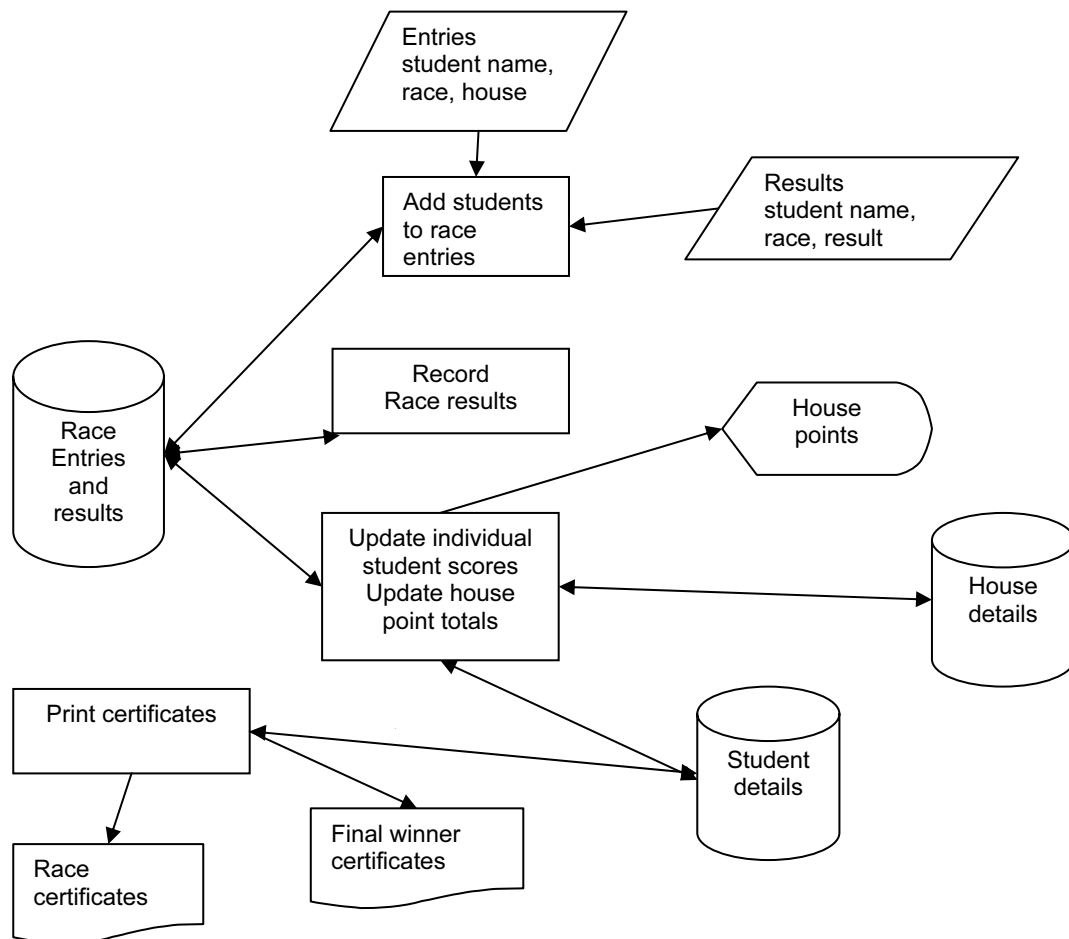 Entries
student name,
race, house
Results
student name,
race, result
Add students
to race
entries
Record
Race results
House
points
Race
Entries
and
results
Update individual
student scores
Update house
point totals
House
details
Print certificates
Student
details
Final winner
certificates
Race
certificates